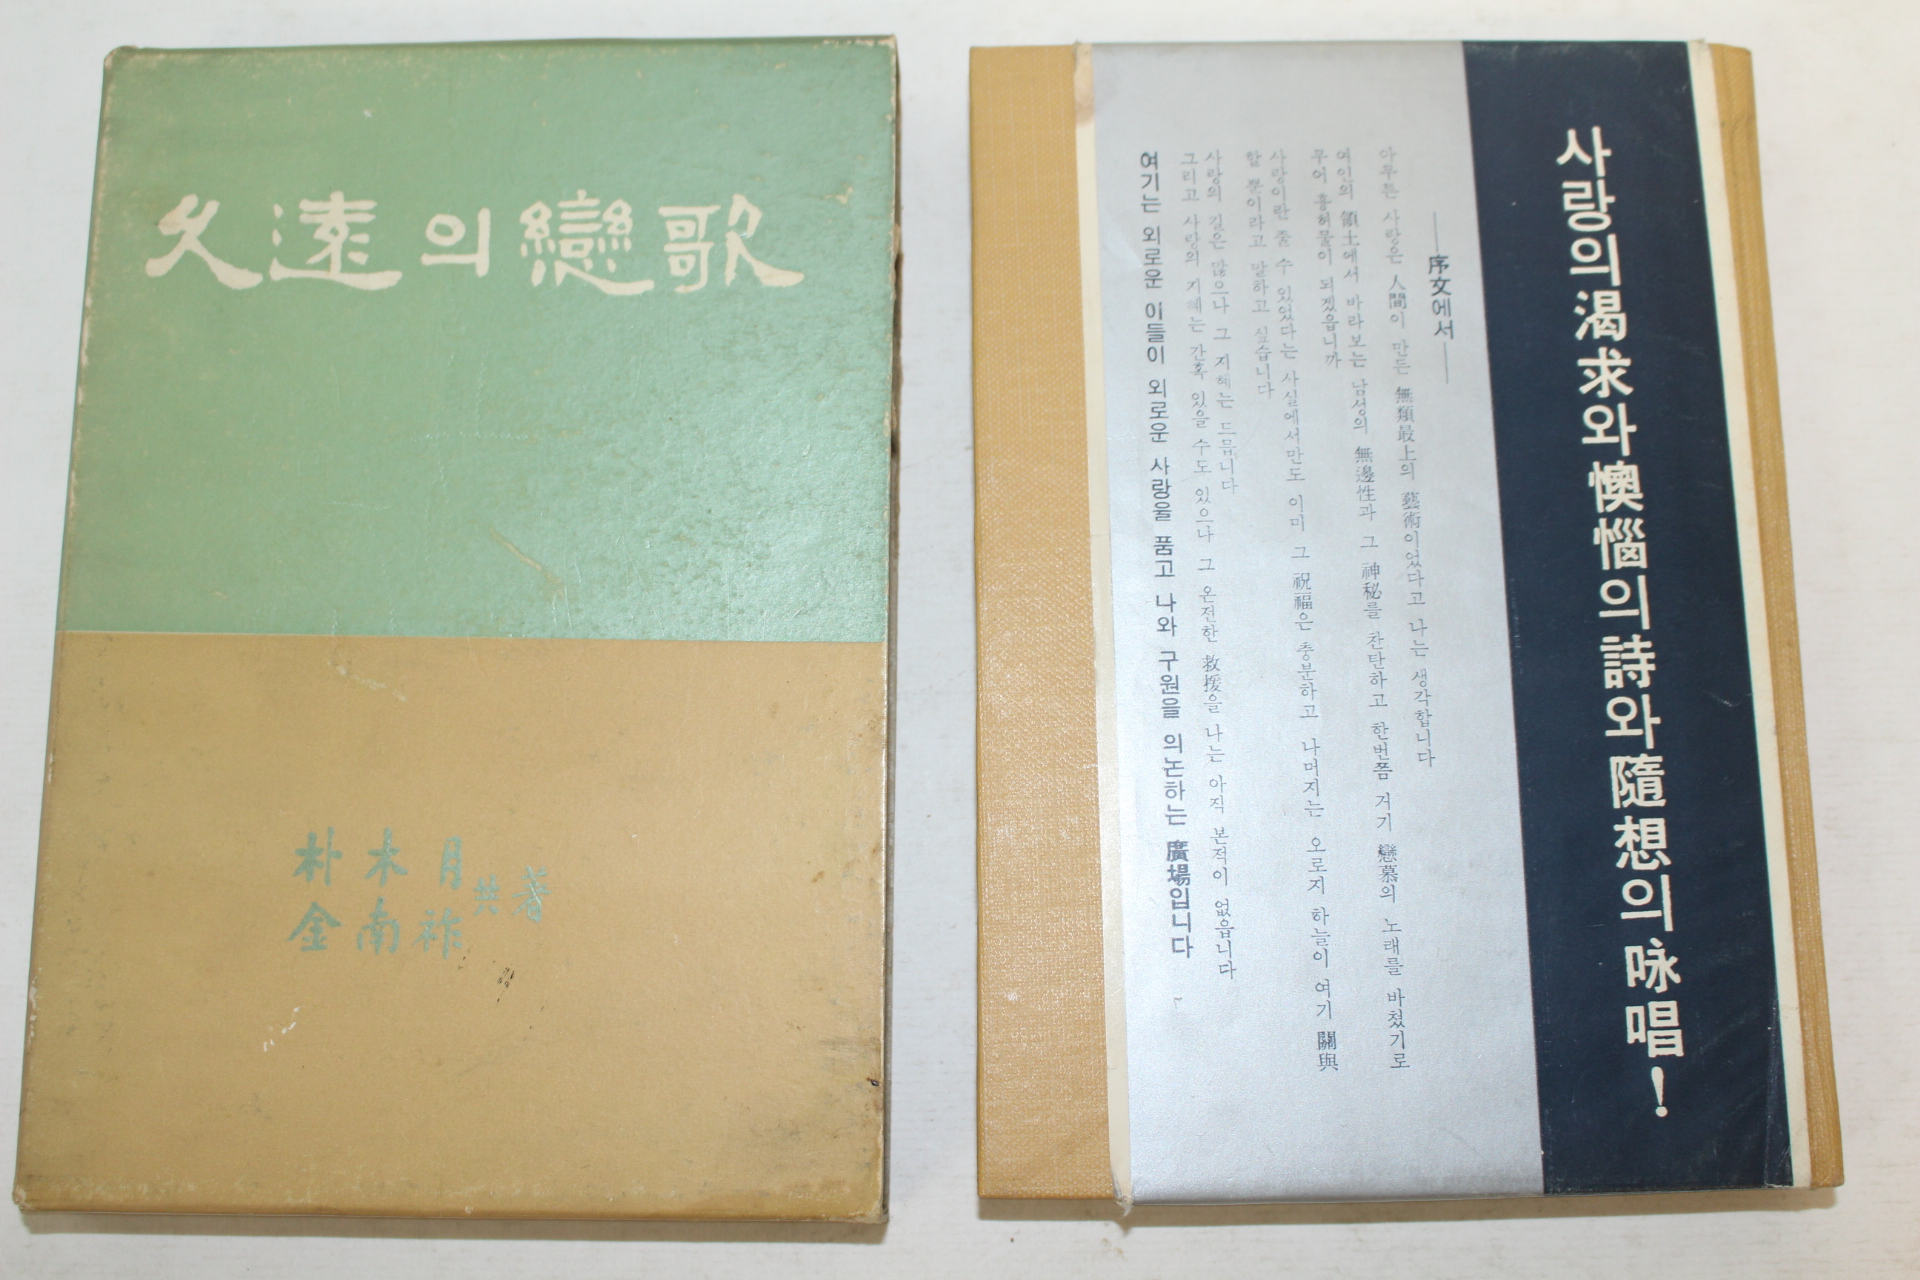 久遠의 戀歌
朴木月
金南祚
共著
사랑의 渴求와 懊惱의 詩와 隨想의 咏唱!
──序文에서──
아무튼 사랑은 人間이 만든 無類最上의 藝術이었다고 나는 생각합니다
여인의 領土에서 바라보는 남성의 無邊性과 그 神秘를 찬탄하고 한번쯤 거기 戀慕의 노래를 바쳤기로
무어 흉허물이 되겠읍니까
사랑이란 줄 수 있었다는 사실에서만도 이미 그 祝福은 충분하고 나머지는 오로지 하늘이 여기 關與
할 뿐이라고 말하고 싶습니다
사랑의 길은 많으나 그 지혜는 드뭅니다
그리고 사랑의 지혜는 간혹 있을 수도 있으나 그 온전한 救援을 나는 아직 본적이 없읍니다
여기는 외로운 이들이 외로운 사랑을 품고 나와 구원을 의논하는 廣場입니다